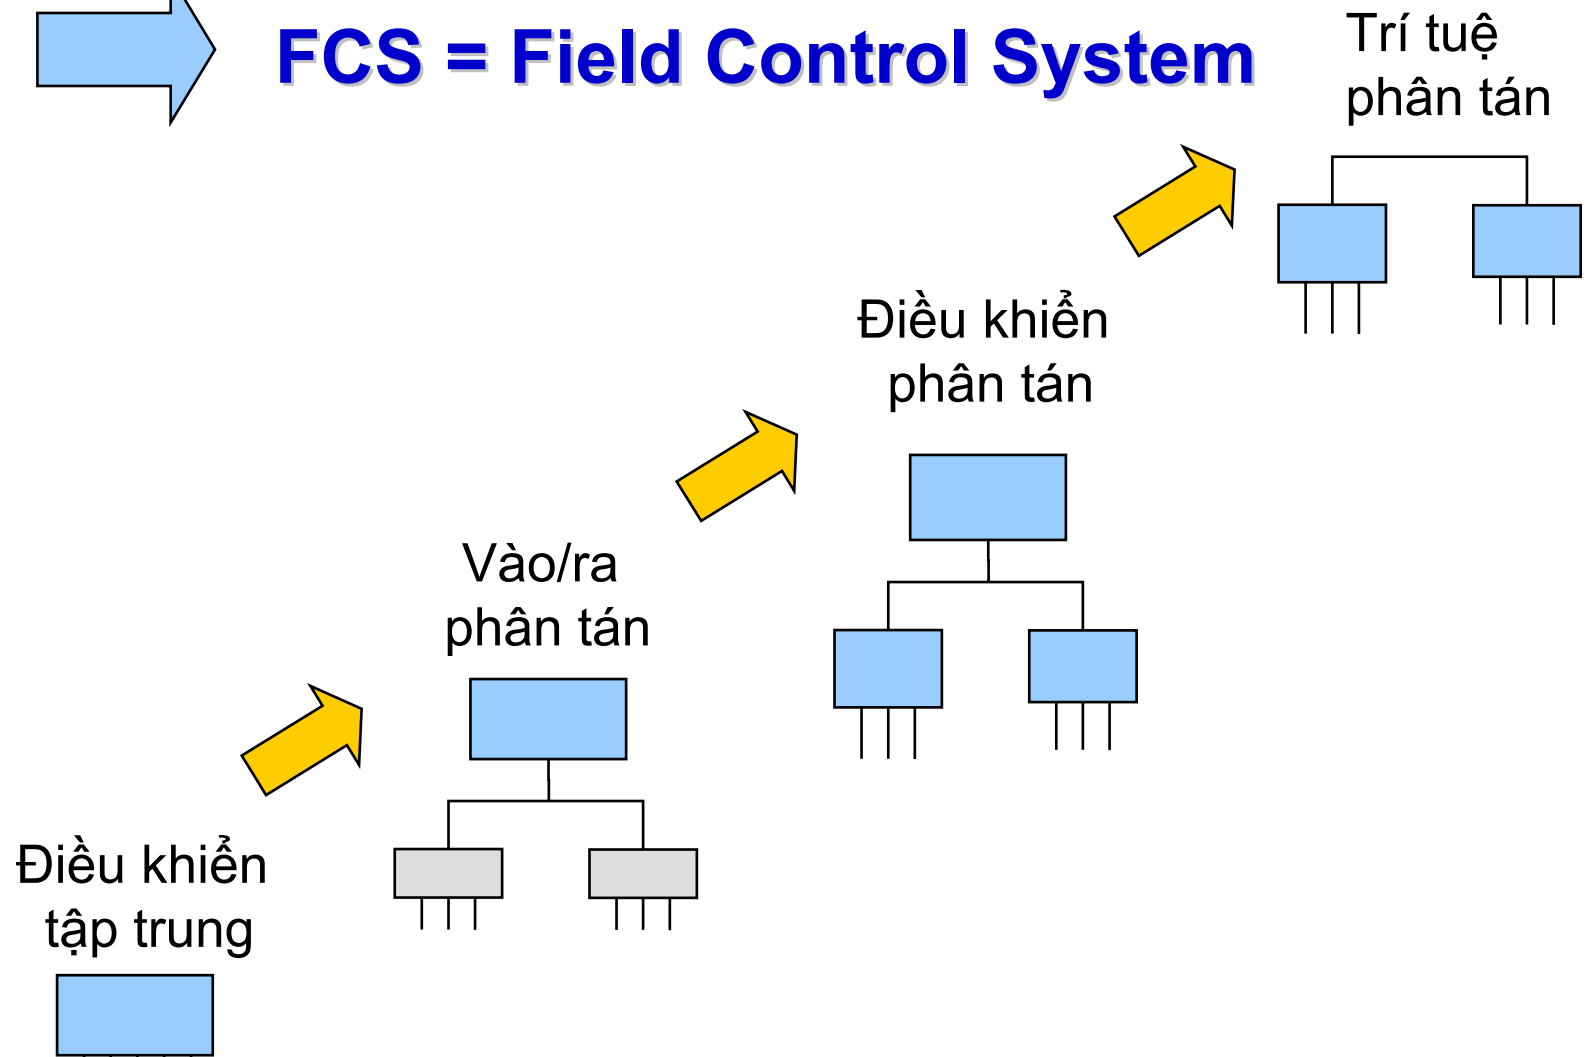 FCS = Field Control System
Trí tuệ
phân tán
Điều khiển
phân tán
Vào/ra
phân tán
Điều khiển
tập trung